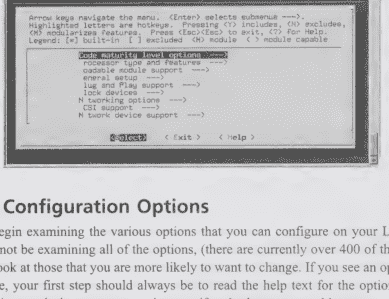 Arrow keys navigate the menu. <Enter> selects submenus --->.
Highlighted letters are hotkeys. Pressing <Y> includes, <N> excludes,
<M> modularizes features. Press <Esc><Esc> to exit, <?> for Help.
Legend: [*] built-in [ ] excluded <M> module < > module capable
Code maturity level options --->
rocessor type and features --->
oadable module support --->
eneral setup --->
lug and Play support --->
lock devices --->
N tworking options --->
CSI support --->
N twork device support --->
<Select> < Exit > < Help >
Configuration Options
egin examining the various options that you can configure on your L
not be examining all of the options, (there are currently over 400 of th
ook at those that you are more likely to want to change. If you see an op
e, your first step should always be to read the help text for the option